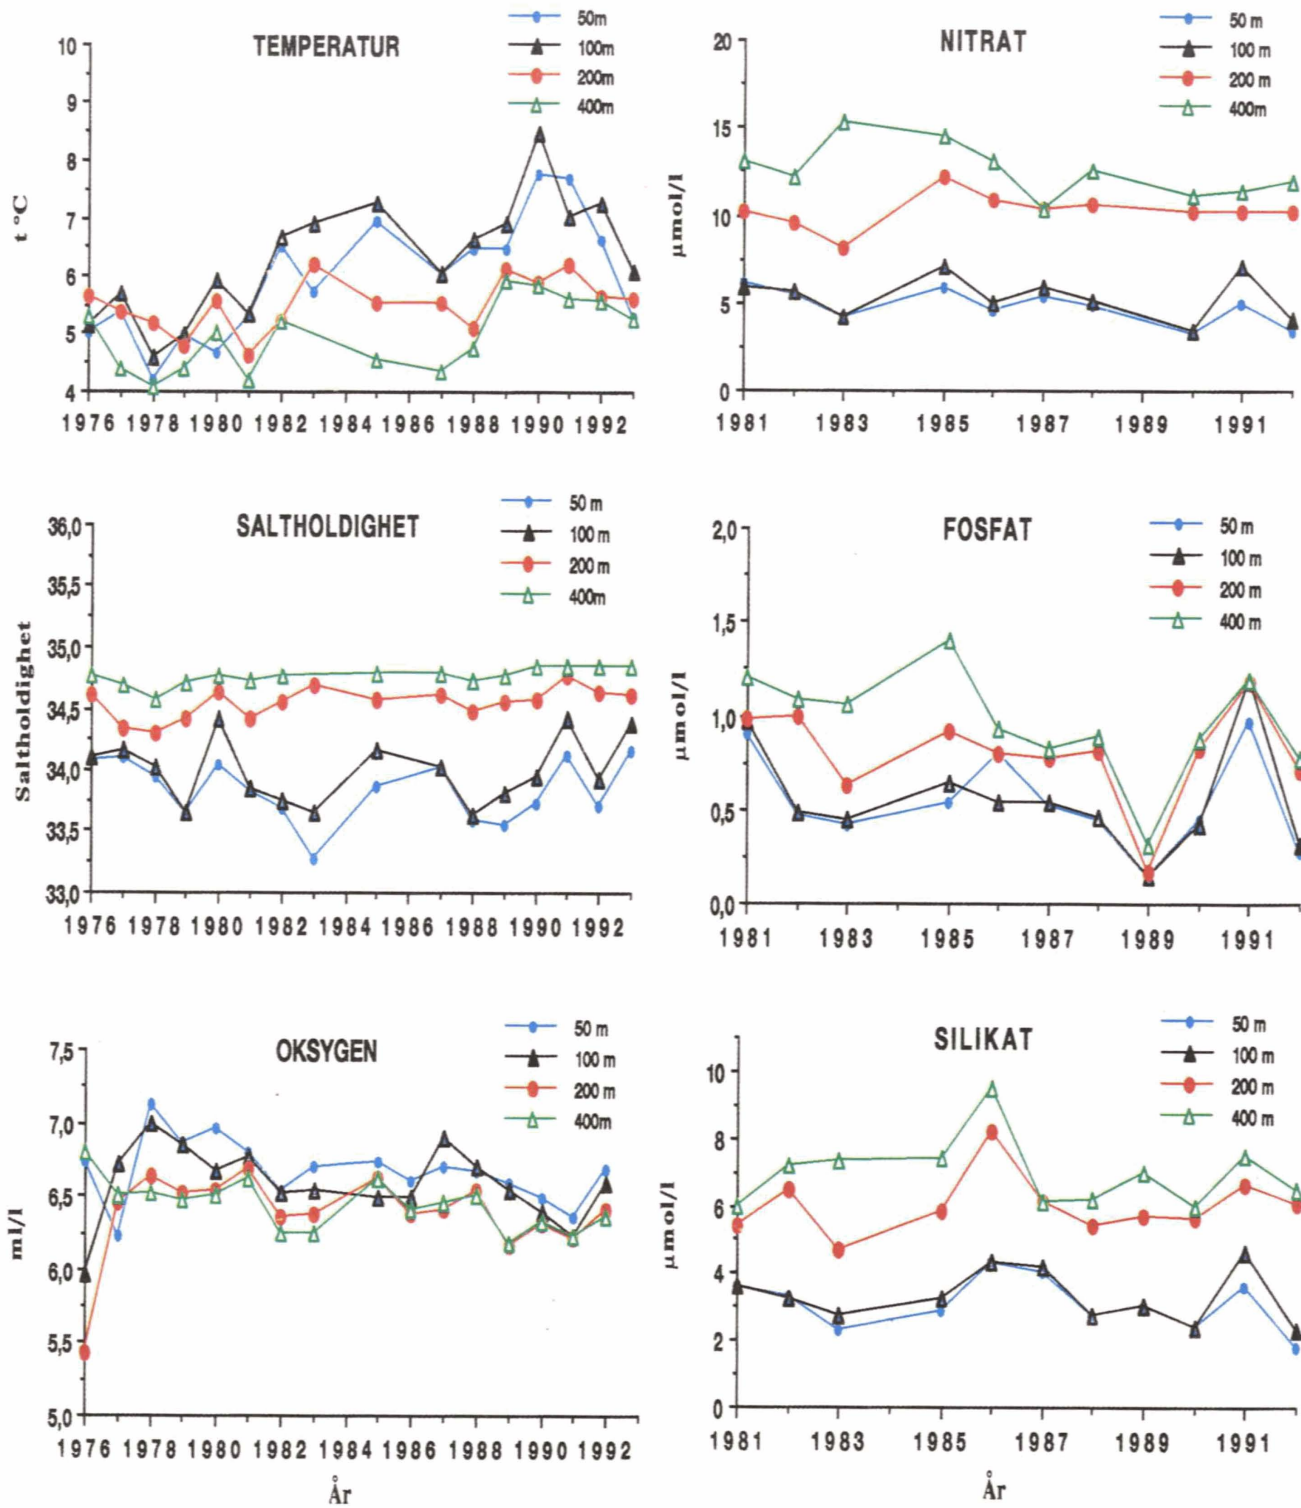 TEMPERATUR
50m
100m
200m
400m
10
9
8
7
6
5
4
t °C
1976 1978 1980 1982 1984 1986 1988 1990 1992
NITRAT
50 m
100 m
200 m
400 m
20
15
10
5
0
µmol/l
1981 1983 1985 1987 1989 1991
SALTHOLDIGHET
50 m
100 m
200 m
400m
36,0
35,5
35,0
34,5
34,0
33,5
33,0
Saltholdighet
1976 1978 1980 1982 1984 1986 1988 1990 1992
FOSFAT
50 m
100 m
200 m
400 m
2,0
1,5
1,0
0,5
0,0
µmol/l
1981 1983 1985 1987 1989 1991
OKSYGEN
50 m
100 m
200 m
400m
7,5
7,0
6,5
6,0
5,5
5,0
ml/l
1976 1978 1980 1982 1984 1986 1988 1990 1992
År
SILIKAT
50 m
100 m
200 m
400 m
10
8
6
4
2
0
µmol/l
1981 1983 1985 1987 1989 1991
År